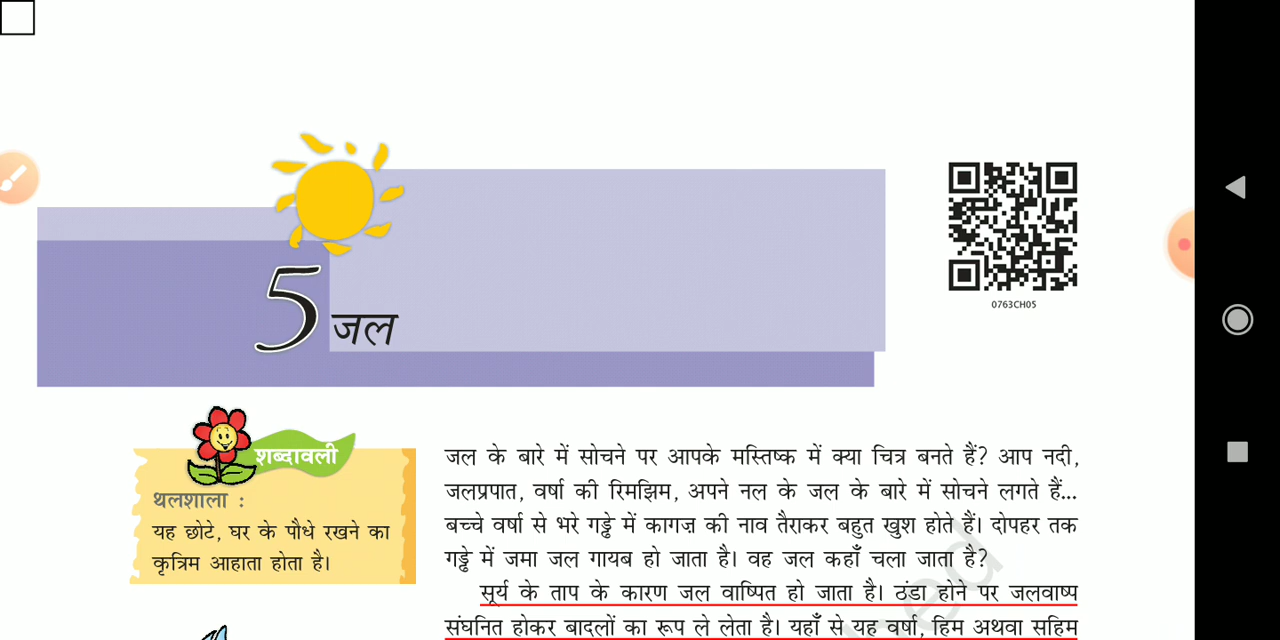 0763CH05
5 जल
शब्दावली
थलशाला :
यह छोटे, घर के पौधे रखने का
कृत्रिम आहाता होता है।
जल के बारे में सोचने पर आपके मस्तिष्क में क्या चित्र बनते हैं? आप नदी,
जलप्रपात, वर्षा की रिमझिम, अपने नल के जल के बारे में सोचने लगते हैं...
बच्चे वर्षा से भरे गड्ढे में कागज़ की नाव तैराकर बहुत खुश होते हैं। दोपहर तक
गड्ढे में जमा जल गायब हो जाता है। वह जल कहाँ चला जाता है?
सूर्य के ताप के कारण जल वाष्पित हो जाता है। ठंडा होने पर जलवाष्प
संघनित होकर बादलों का रूप ले लेता है। यहाँ से यह वर्षा, हिम अथवा सहिम